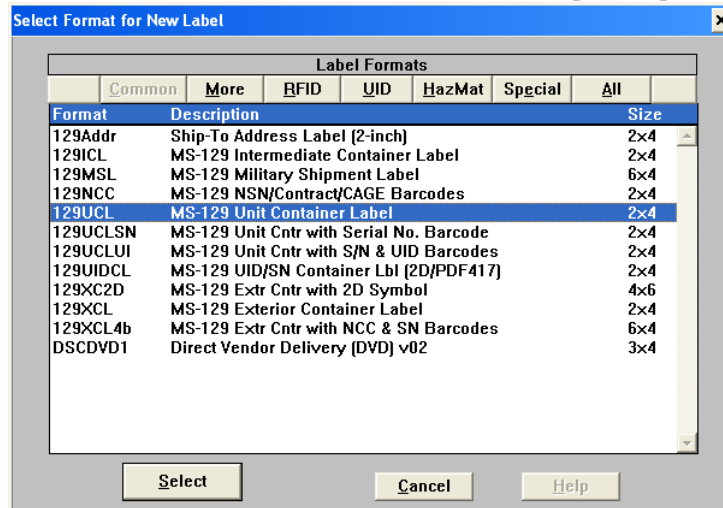 Select Format for New Label
Label Formats
Common More RFID UID HazMat Special All
Format Description Size
129Addr Ship-To Address Label (2-inch) 2x4
129ICL MS-129 Intermediate Container Label 2x4
129MSL MS-129 Military Shipment Label 6x4
129NCC MS-129 NSN/Contract/CAGE Barcodes 2x4
129UCL MS-129 Unit Container Label 2x4
129UCLSN MS-129 Unit Cntr with Serial No. Barcode 2x4
129UCLUI MS-129 Unit Cntr with S/N & UID Barcodes 2x4
129UIDCL MS-129 UID/SN Container Lbl (2D/PDF417) 2x4
129XC2D MS-129 Extr Cntr with 2D Symbol 4x6
129XCL MS-129 Exterior Container Label 2x4
129XCL4b MS-129 Extr Cntr with NCC & SN Barcodes 6x4
DSCDVD1 Direct Vendor Delivery (DVD) v02 3x4
Select Cancel Help